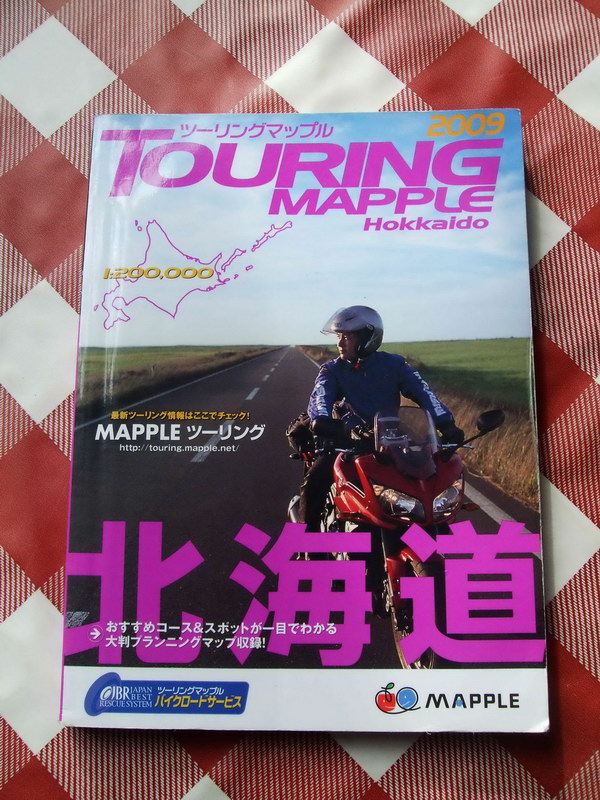 ツーリングマップル
2009
TOURING
MAPPLE
Hokkaido
1:200,000
最新ツーリング情報はここでチェック!
MAPPLE ツーリング
http://touring.mapple.net/
北海道
おすすめコース&スポットが一目でわかる
大判プランニングマップ収録!
JBR JAPAN
BEST
RESCUE SYSTEM
ツーリングマップル
バイクロードサービス
MAPPLE